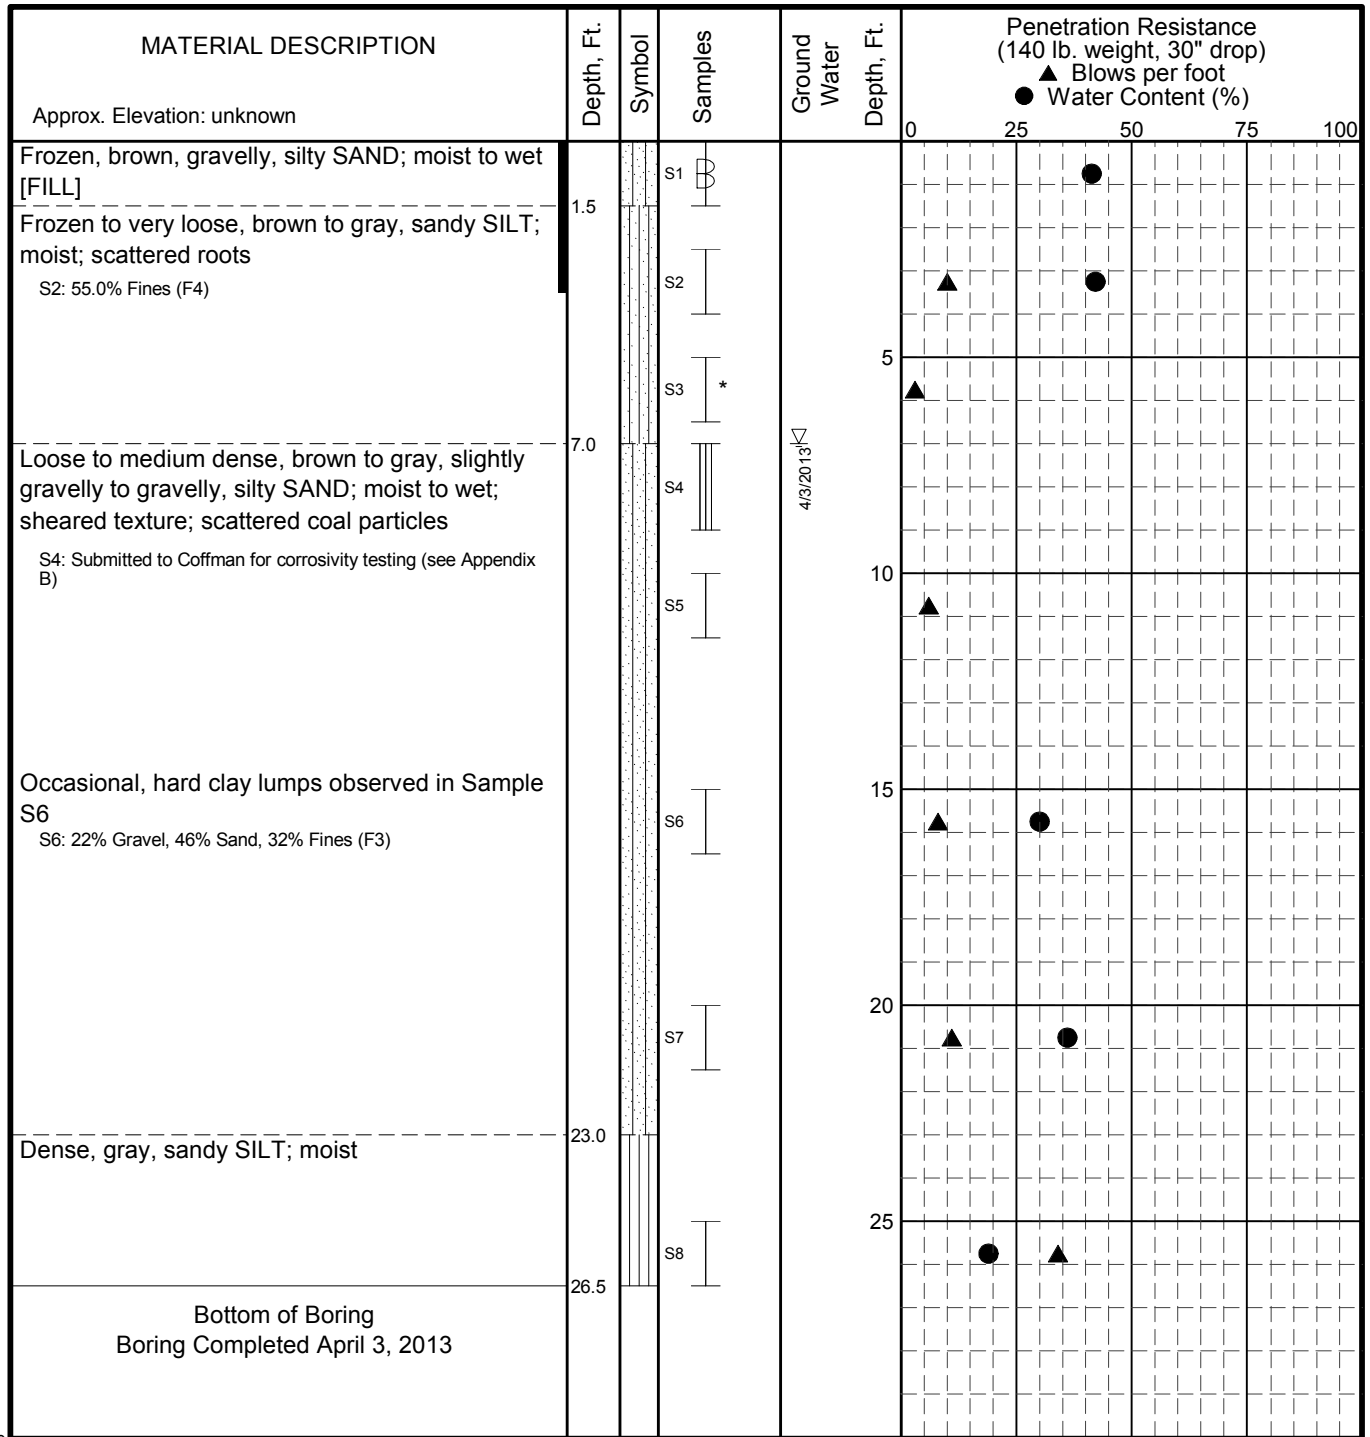 MATERIAL DESCRIPTION
Approx. Elevation: unknown
Depth, Ft.
Symbol
Samples
Ground
Water
Depth, Ft.
Penetration Resistance
(140 lb. weight, 30" drop)
▲ Blows per foot
● Water Content (%)
0 25 50 75 100
Frozen, brown, gravelly, silty SAND; moist to wet
[FILL]
S1
1.5
Frozen to very loose, brown to gray, sandy SILT;
moist; scattered roots
S2: 55.0% Fines (F4)
S2
5
S3 *
7.0
4/3/2013
Loose to medium dense, brown to gray, slightly
gravelly to gravelly, silty SAND; moist to wet;
sheared texture; scattered coal particles
S4
S4: Submitted to Coffman for corrosivity testing (see Appendix
B)
10
S5
Occasional, hard clay lumps observed in Sample
S6
15
S6: 22% Gravel, 46% Sand, 32% Fines (F3)
S6
20
S7
23.0
Dense, gray, sandy SILT; moist
25
S8
26.5
Bottom of Boring
Boring Completed April 3, 2013